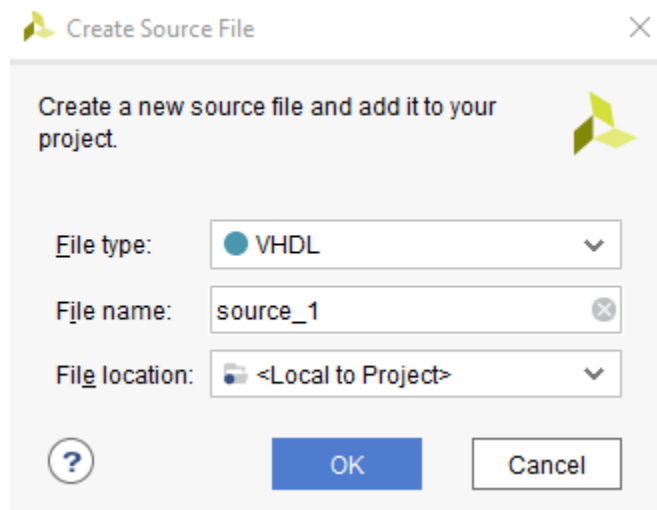 Create Source File
Create a new source file and add it to your
project.
File type: VHDL
File name: source_1
File location: <Local to Project>
?
OK Cancel